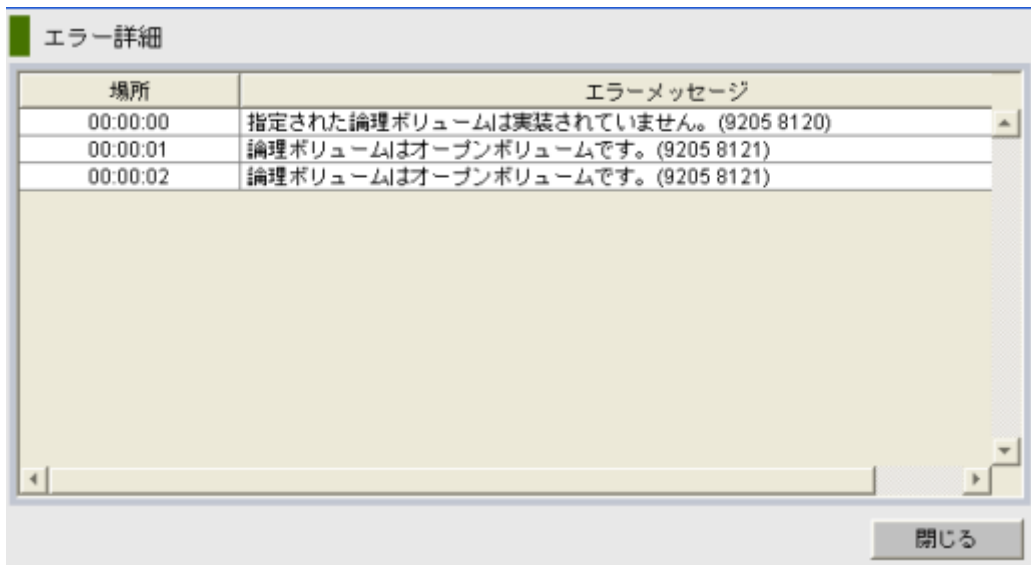 エラー詳細
場所 エラーメッセージ
00:00:00 指定された論理ボリュームは実装されていません。(9205 8120)
00:00:01 論理ボリュームはオープンボリュームです。(9205 8121)
00:00:02 論理ボリュームはオープンボリュームです。(9205 8121)
閉じる